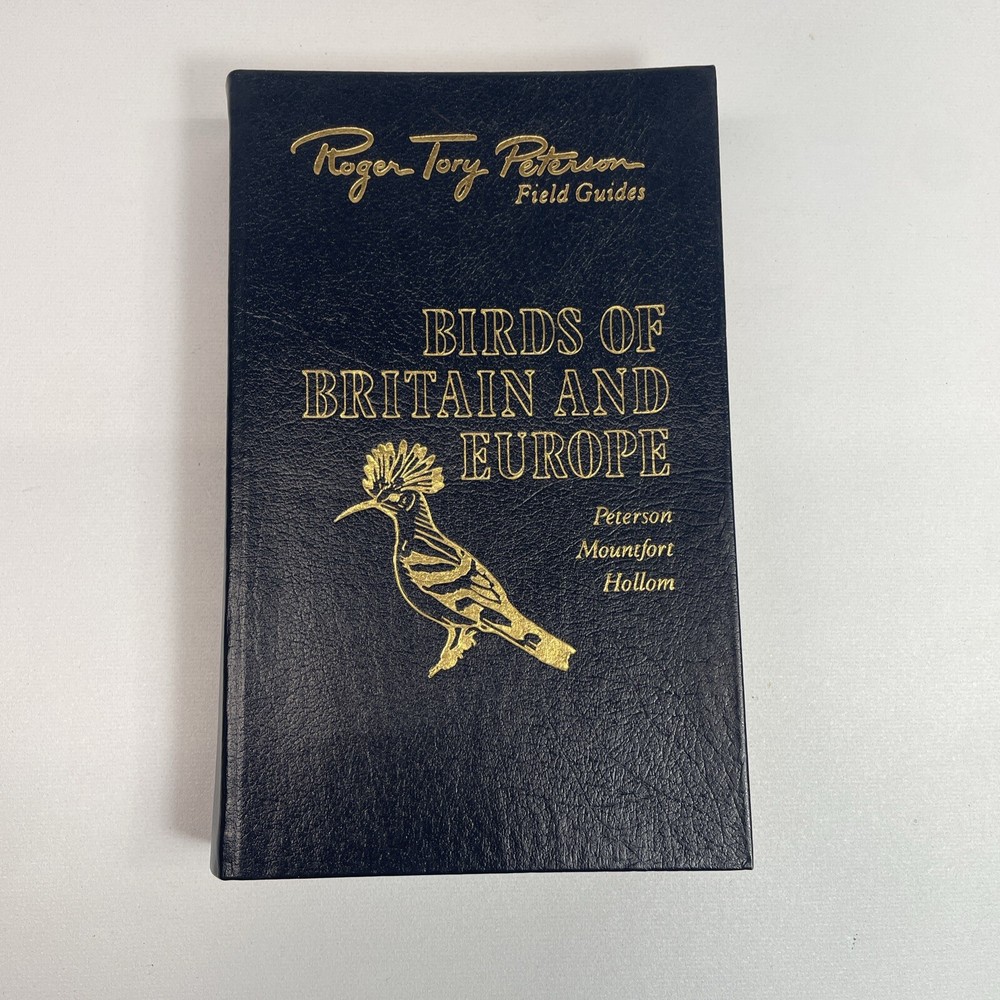 Roger Tory Peterson
Field Guides
BIRDS OF
BRITAIN AND
EUROPE
Peterson
Mountfort
Hollom